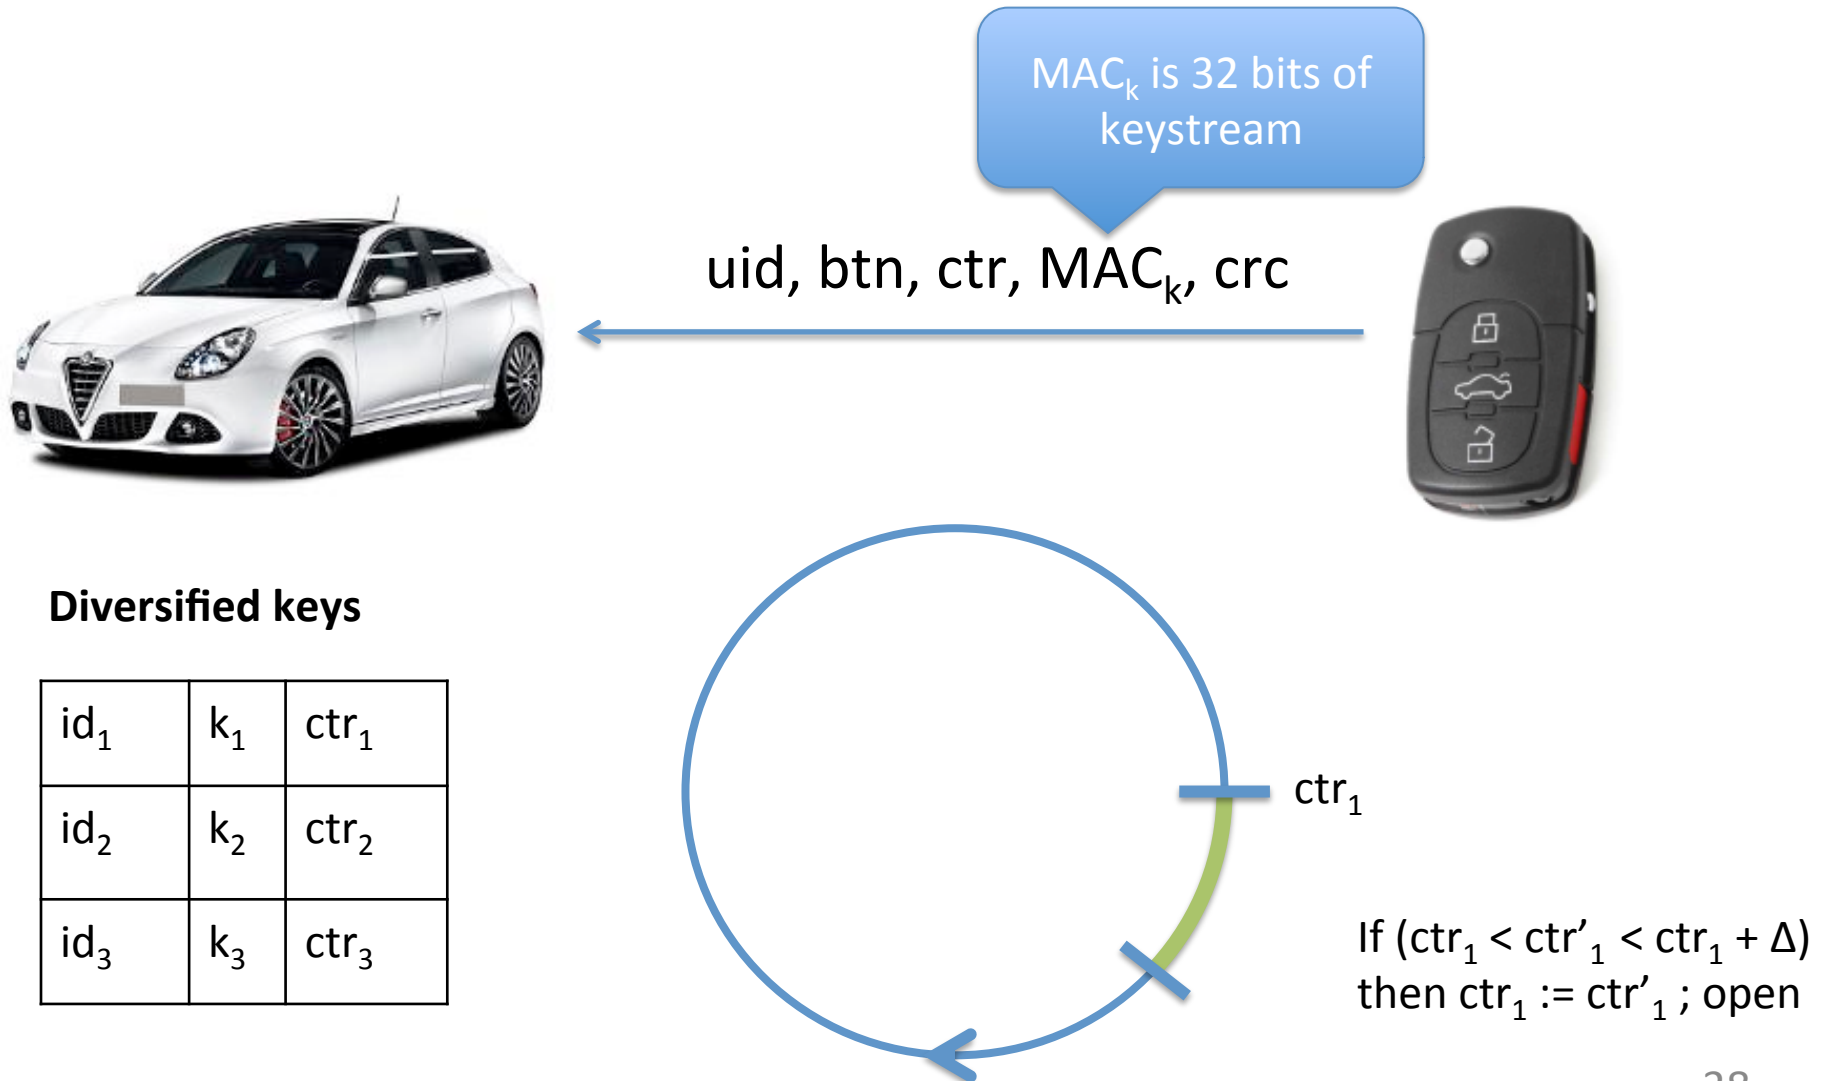 MACₖ is 32 bits of
keystream
uid, btn, ctr, MACₖ, crc
Diversified keys
id₁ k₁ ctr₁
id₂ k₂ ctr₂
id₃ k₃ ctr₃
ctr₁
If (ctr₁ < ctr’₁ < ctr₁ + Δ)
then ctr₁ := ctr’₁ ; open